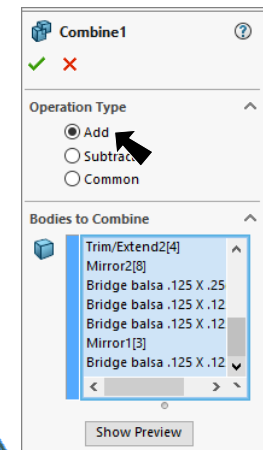 Combine1
Operation Type
Add
Common
Bodies to Combine
Trim/Extend2[4]
Mirror2[8]
Bridge balsa .125 X .25
Bridge balsa .125 X .12
Bridge balsa .125 X .12
Mirror1[3]
Bridge balsa .125 X .12
Show Preview